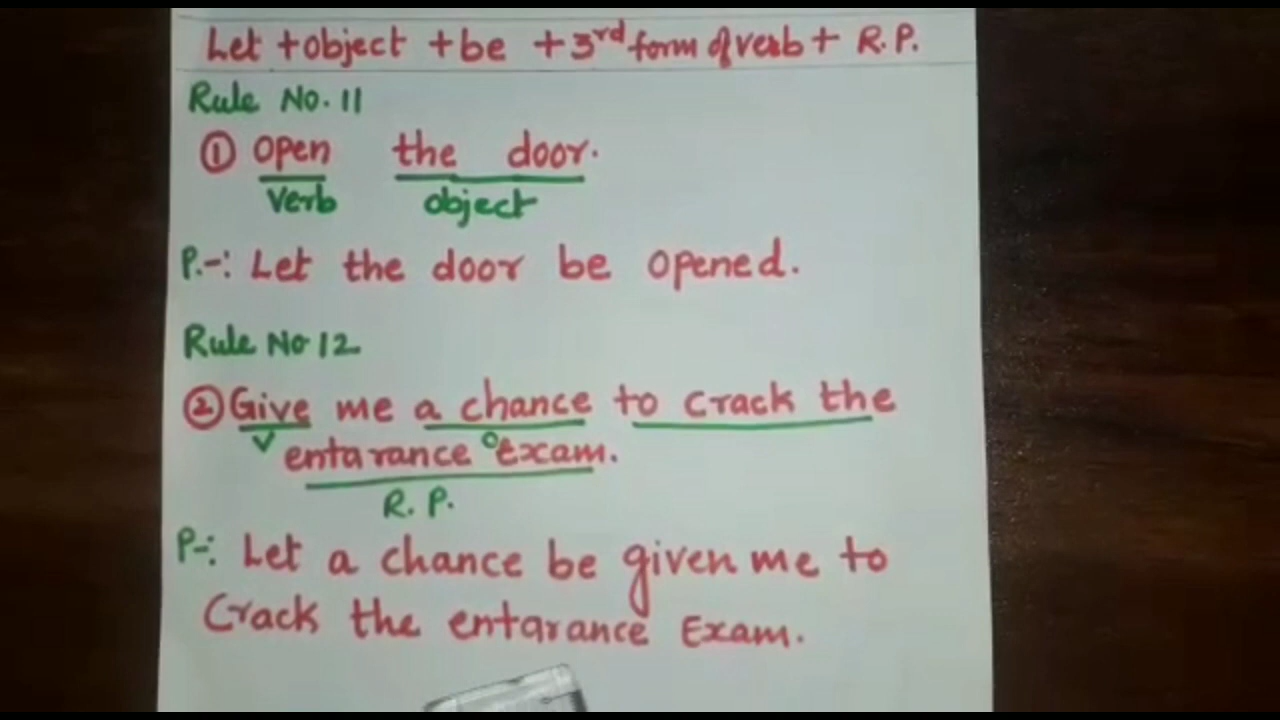 Let + object + be + 3rd form of verb + R.P.
Rule No. 11
① Open the door.
Verb object
P.-: Let the door be opened.
Rule No 12
② Give me a chance to crack the
V O
entarance Exam.
R. P.
P-: Let a chance be given me to
Crack the entarance Exam.